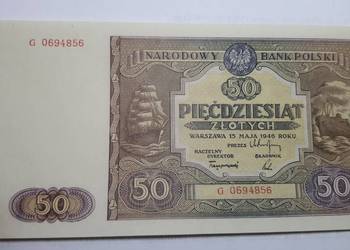 G 0694856
NARODOWY BANK POLSKI
50
PIĘĆDZIESIĄT
ZŁOTYCH
WARSZAWA 15 MAJA 1946 ROKU
PREZES
NACZELNY DYREKTOR SKARBNIK
50 G 0694856 50